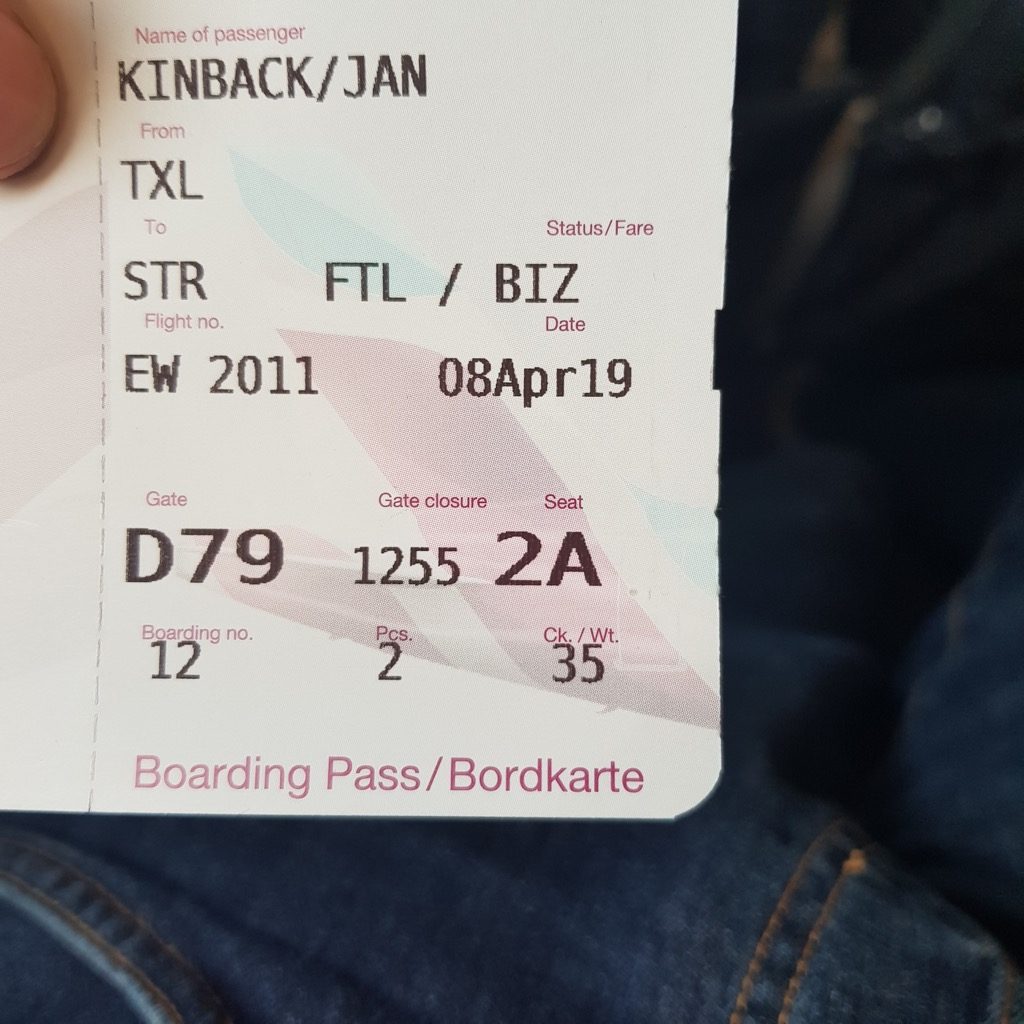 Name of passenger
KINBACK/JAN
From
TXL
To Status/Fare
STR FTL / BIZ
Flight no. Date
EW 2011 08Apr19
Gate Gate closure Seat
D79 1255 2A
Boarding no. Pcs. Ck. / Wt.
12 2 35
Boarding Pass/Bordkarte